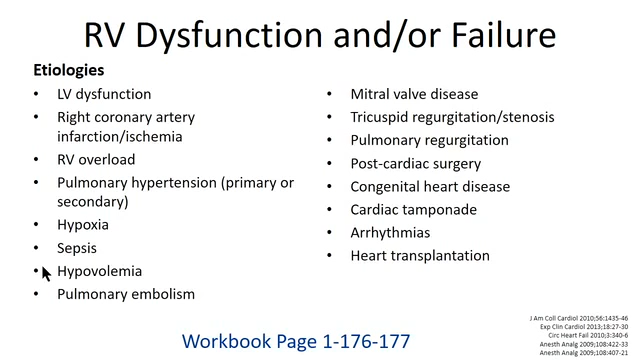 RV Dysfunction and/or Failure
Etiologies
• LV dysfunction
• Right coronary artery
infarction/ischemia
• RV overload
• Pulmonary hypertension (primary or
secondary)
• Hypoxia
• Sepsis
• Hypovolemia
• Pulmonary embolism
• Mitral valve disease
• Tricuspid regurgitation/stenosis
• Pulmonary regurgitation
• Post-cardiac surgery
• Congenital heart disease
• Cardiac tamponade
• Arrhythmias
• Heart transplantation
J Am Coll Cardiol 2010;56:1435-46
Exp Clin Cardiol 2013;18:27-30
Circ Heart Fail 2010;3:340-6
Anesth Analg 2009;108:422-33
Anesth Analg 2009;108:407-21
Workbook Page 1-176-177